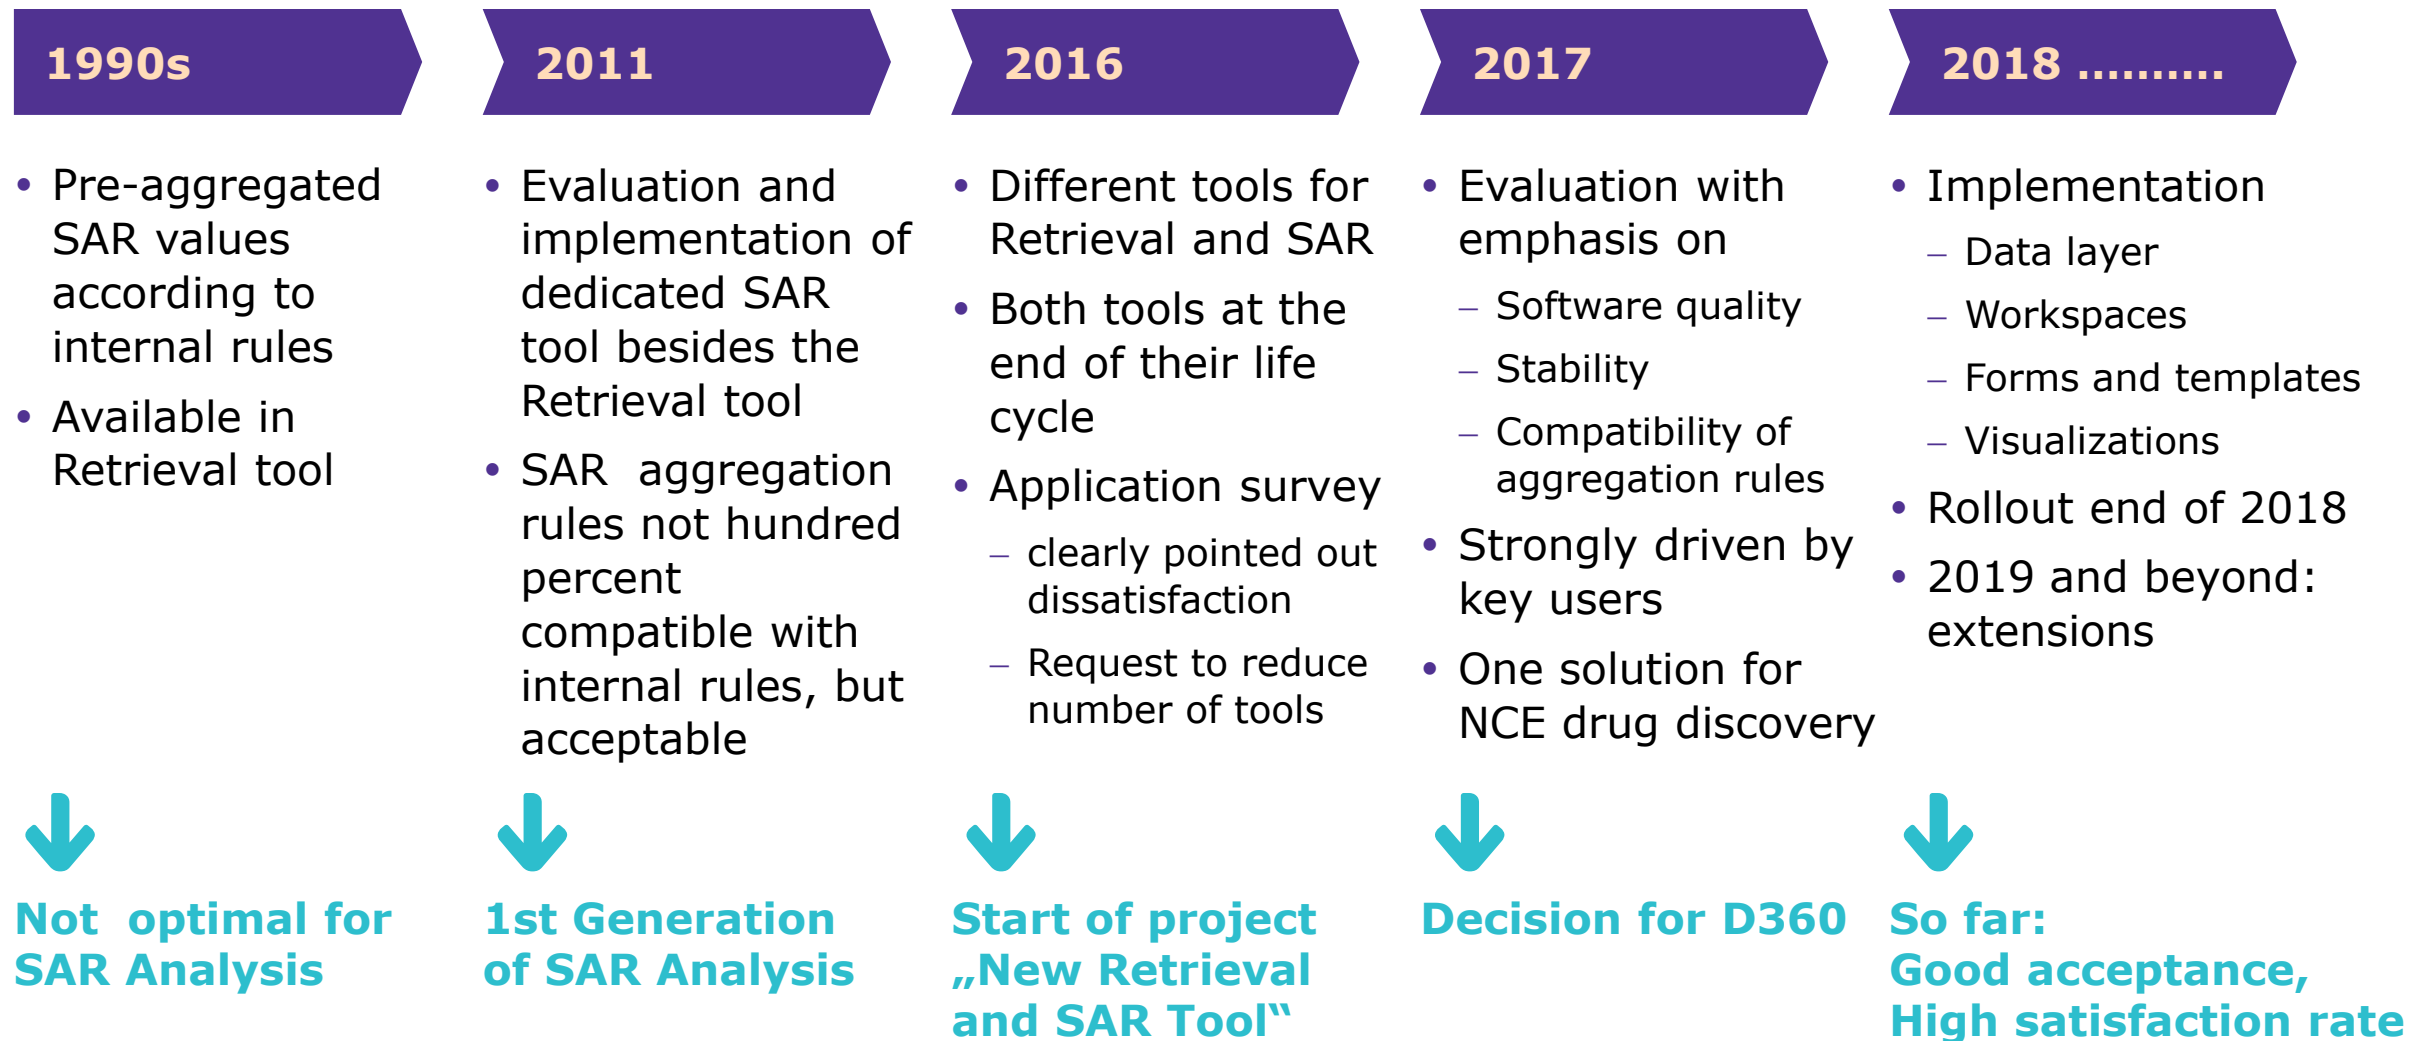 1990s
• Pre-aggregated
SAR values
according to
internal rules
• Available in
Retrieval tool
Not optimal for
SAR Analysis
2011
• Evaluation and
implementation of
dedicated SAR
tool besides the
Retrieval tool
• SAR aggregation
rules not hundred
percent
compatible with
internal rules, but
acceptable
1st Generation
of SAR Analysis
2016
• Different tools for
Retrieval and SAR
• Both tools at the
end of their life
cycle
• Application survey
– clearly pointed out
dissatisfaction
– Request to reduce
number of tools
Start of project
„New Retrieval
and SAR Tool“
2017
• Evaluation with
emphasis on
– Software quality
– Stability
– Compatibility of
aggregation rules
• Strongly driven by
key users
• One solution for
NCE drug discovery
Decision for D360
2018 ..........
• Implementation
– Data layer
– Workspaces
– Forms and templates
– Visualizations
• Rollout end of 2018
• 2019 and beyond:
extensions
So far:
Good acceptance,
High satisfaction rate